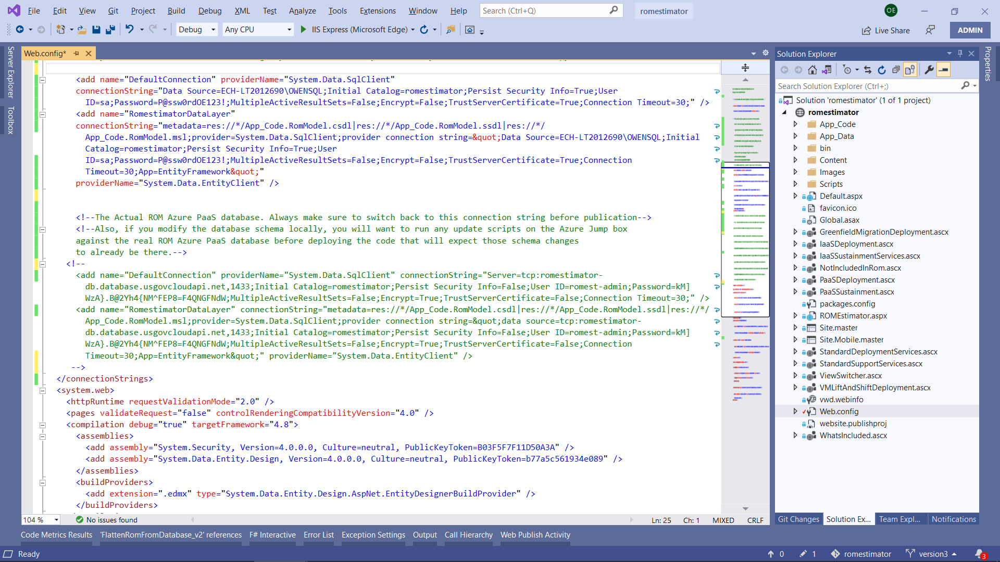 File Edit View Git Project Build Debug XML Test Analyze Tools Extensions Window Help Search (Ctrl+Q) romestimator OE
Debug Any CPU IIS Express (Microsoft Edge) Live Share ADMIN
Server Explorer
Toolbox
Web.config*
<add name="DefaultConnection" providerName="System.Data.SqlClient"
connectionString="Data Source=ECH-LT2012690\OWENSQL;Initial Catalog=romestimator;Persist Security Info=True;User
ID=sa;Password=P@ssw0rdOE123!;MultipleActiveResultSets=False;Encrypt=False;TrustServerCertificate=True;Connection Timeout=30;" />
<add name="RomestimatorDataLayer"
connectionString="metadata=res://*/App_Code.RomModel.csdl|res://*/App_Code.RomModel.ssdl|res://*/
App_Code.RomModel.msl;provider=System.Data.SqlClient;provider connection string=&quot;Data Source=ECH-LT2012690\OWENSQL;Initial
Catalog=romestimator;Persist Security Info=True;User
ID=sa;Password=P@ssw0rdOE123!;MultipleActiveResultSets=False;Encrypt=False;TrustServerCertificate=True;Connection
Timeout=30;App=EntityFramework&quot;"
providerName="System.Data.EntityClient" />
<!--The Actual ROM Azure PaaS database. Always make sure to switch back to this connection string before publication-->
<!--Also, if you modify the database schema locally, you will want to run any update scripts on the Azure Jump box
against the real ROM Azure PaaS database before deploying the code that will expect those schema changes
to already be there.-->
<!--
<add name="DefaultConnection" providerName="System.Data.SqlClient" connectionString="Server=tcp:romestimator-
db.database.usgovcloudapi.net,1433;Initial Catalog=romestimator;Persist Security Info=False;User ID=romest-admin;Password=kM]
WzA}.B@2Yh4{NM^FEP8=F4QNGFNdW;MultipleActiveResultSets=False;Encrypt=True;TrustServerCertificate=False;Connection Timeout=30;" />
<add name="RomestimatorDataLayer" connectionString="metadata=res://*/App_Code.RomModel.csdl|res://*/App_Code.RomModel.ssdl|res://*/
App_Code.RomModel.msl;provider=System.Data.SqlClient;provider connection string=&quot;data source=tcp:romestimator-
db.database.usgovcloudapi.net,1433;Initial Catalog=romestimator;Persist Security Info=False;User ID=romest-admin;Password=kM]
WzA}.B@2Yh4{NM^FEP8=F4QNGFNdW;MultipleActiveResultSets=False;Encrypt=True;TrustServerCertificate=False;Connection
Timeout=30;App=EntityFramework&quot;" providerName="System.Data.EntityClient" />
-->
</connectionStrings>
<system.web>
<httpRuntime requestValidationMode="2.0" />
<pages validateRequest="false" controlRenderingCompatibilityVersion="4.0" />
<compilation debug="true" targetFramework="4.8">
<assemblies>
<add assembly="System.Security, Version=4.0.0.0, Culture=neutral, PublicKeyToken=B03F5F7F11D50A3A" />
<add assembly="System.Data.Entity.Design, Version=4.0.0.0, Culture=neutral, PublicKeyToken=b77a5c561934e089" />
</assemblies>
<buildProviders>
<add extension=".edmx" type="System.Data.Entity.Design.AspNet.EntityDesignerBuildProvider" />
</buildProviders>
104 % No issues found Ln: 25 Ch: 1 MIXED CRLF
Solution Explorer
Search Solution Explorer (Ctrl+;)
Solution 'romestimator' (1 of 1 project)
romestimator
App_Code
App_Data
bin
Content
Images
Scripts
Default.aspx
favicon.ico
Global.asax
GreenfieldMigrationDeployment.ascx
IaaSDeployment.ascx
IaaSSustainmentServices.ascx
NotIncludedInRom.ascx
PaaSDeployment.ascx
PaaSSustainment.ascx
packages.config
ROMEstimator.aspx
Site.master
Site.Mobile.master
StandardDeploymentServices.ascx
StandardSupportServices.ascx
ViewSwitcher.ascx
VMLiftAndShiftDeployment.ascx
vwd.webinfo
Web.config
website.publishproj
WhatsIncluded.ascx
Git Changes Solution Ex... Team Expl... Notifications
Properties
Code Metrics Results 'FlattenRomFromDatabase_v2' references F# Interactive Error List Exception Settings Output Call Hierarchy Web Publish Activity
Ready 0 1 romestimator version3 3